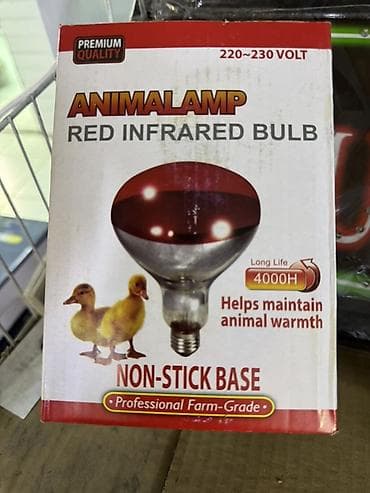 PREMIUM
QUALITY
220~230 VOLT
ANIMALAMP
RED INFRARED BULB
Long Life
4000H
Helps maintain
animal warmth
NON-STICK BASE
• Professional Farm-Grade •